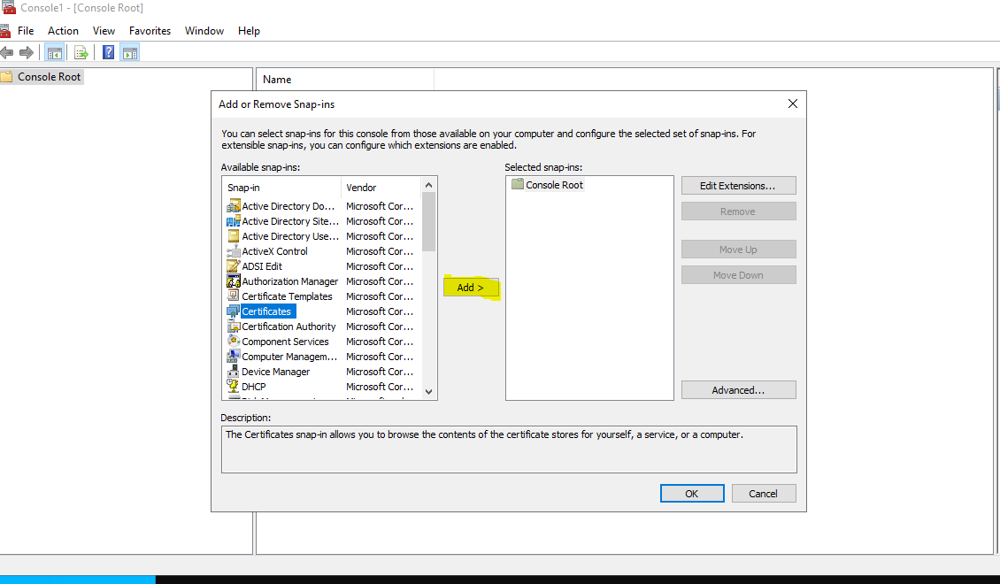 Console1 - [Console Root]
File Action View Favorites Window Help
Console Root
Name
Add or Remove Snap-ins
You can select snap-ins for this console from those available on your computer and configure the selected set of snap-ins. For
extensible snap-ins, you can configure which extensions are enabled.
Available snap-ins:
Snap-in Vendor
Active Directory Do... Microsoft Cor...
Active Directory Site... Microsoft Cor...
Active Directory Use... Microsoft Cor...
ActiveX Control Microsoft Cor...
ADSI Edit Microsoft Cor...
Authorization Manager Microsoft Cor...
Certificate Templates Microsoft Cor...
Certificates Microsoft Cor...
Certification Authority Microsoft Cor...
Component Services Microsoft Cor...
Computer Managem... Microsoft Cor...
Device Manager Microsoft Cor...
DHCP Microsoft Cor...
Add >
Selected snap-ins:
Console Root
Edit Extensions...
Remove
Move Up
Move Down
Advanced...
Description:
The Certificates snap-in allows you to browse the contents of the certificate stores for yourself, a service, or a computer.
OK Cancel